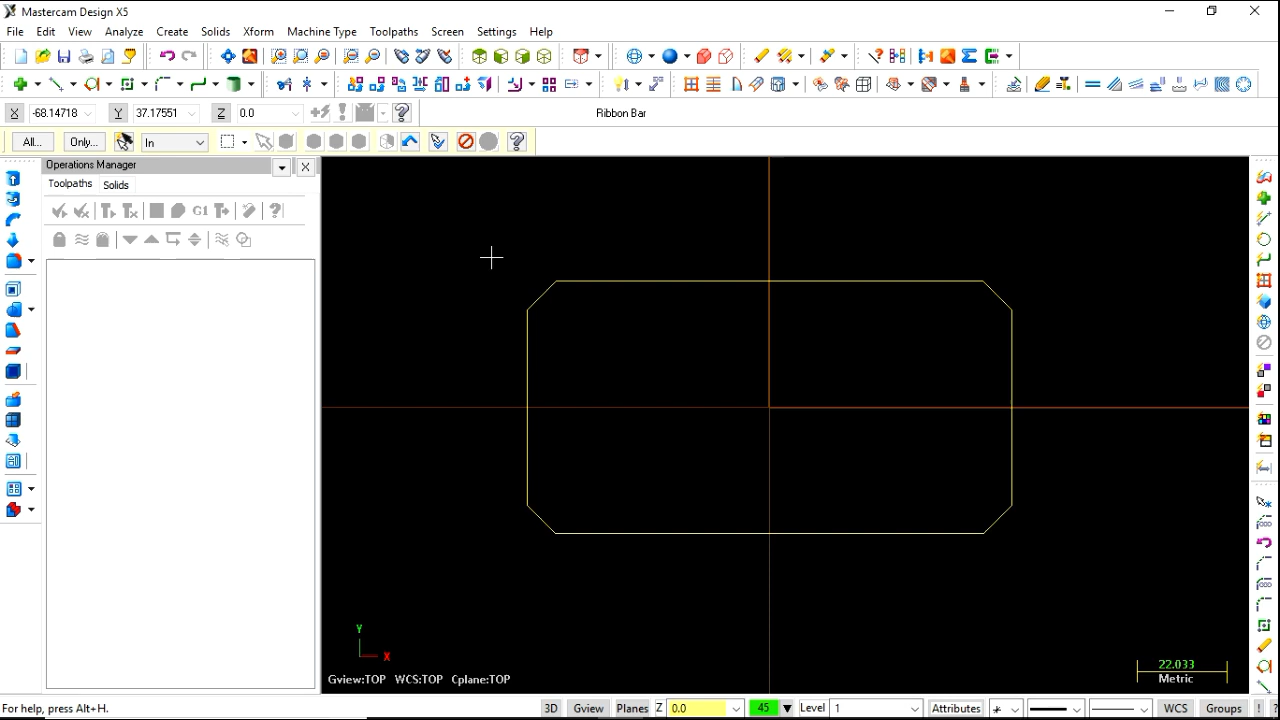 Mastercam Design X5
File Edit View Analyze Create Solids Xform Machine Type Toolpaths Screen Settings Help
X -68.14719 Y 37.17551 Z 0.0 Ribbon Bar
All... Only... In
Operations Manager
Toolpaths Solids
G1
Y
X
Gview:TOP WCS:TOP Cplane:TOP
22.033
Metric
For help, press Alt+H. 3D Gview Planes Z 0.0 45 Level 1 Attributes WCS Groups ! ?